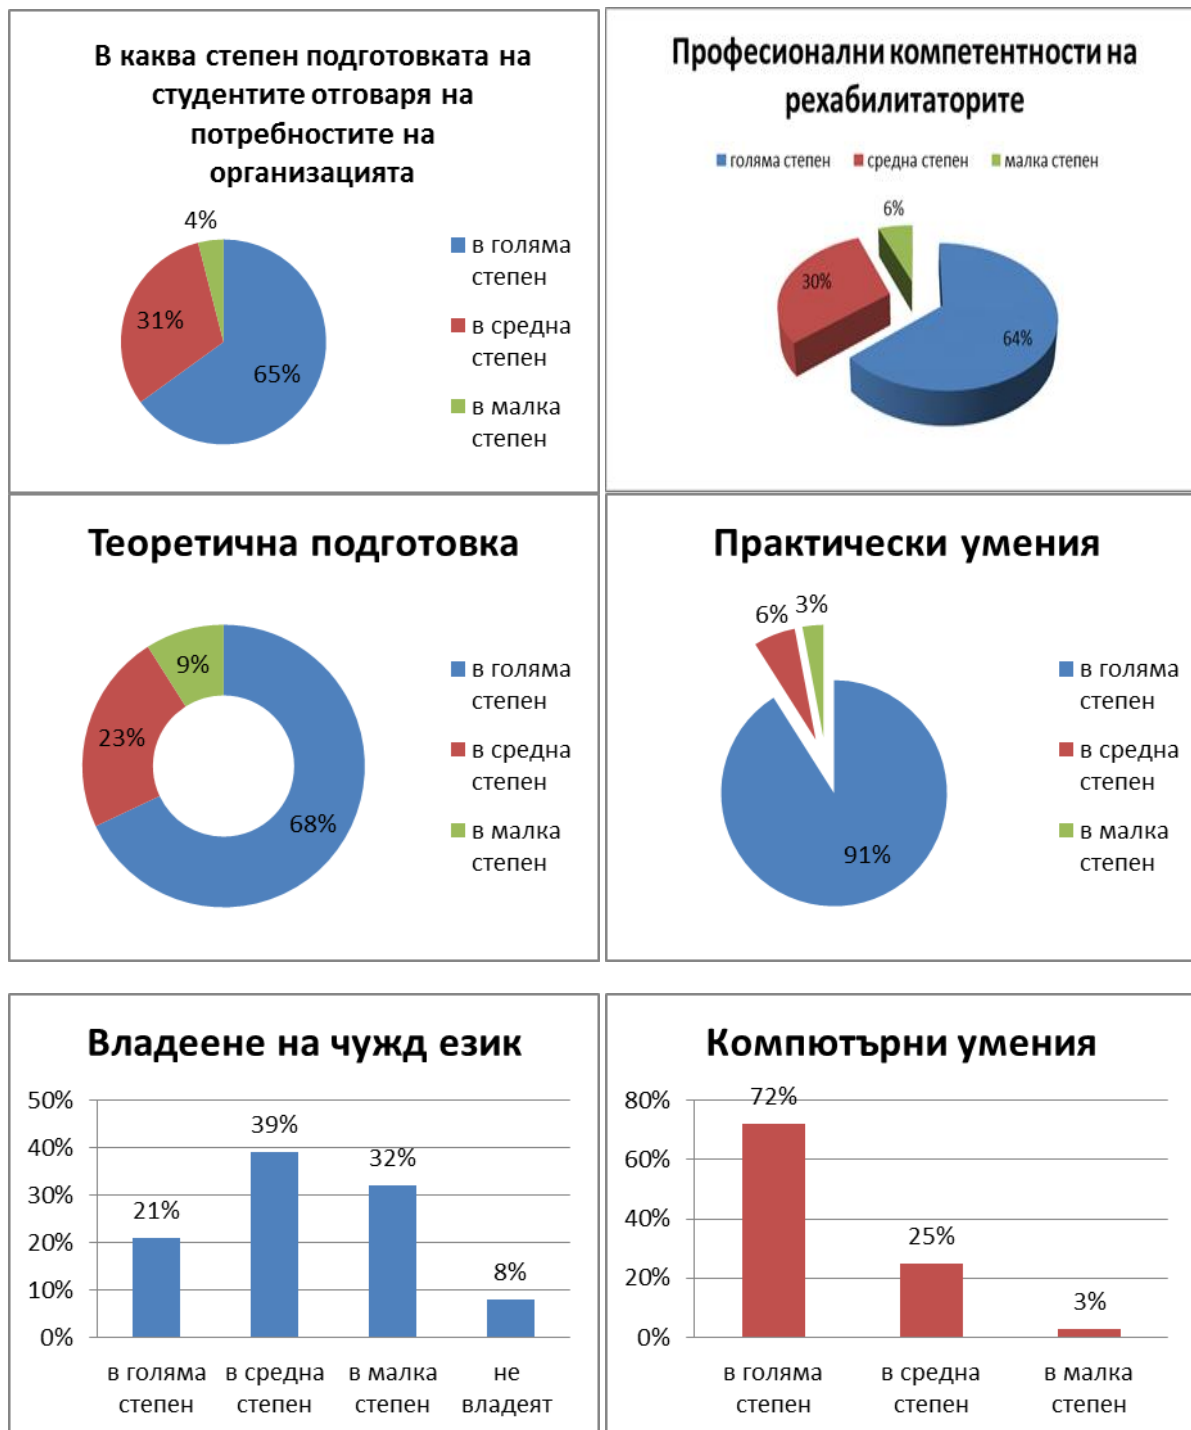 В каква степен подготовката на
студентите отговаря на
потребностите на
организацията
4%
31%
65%
в голяма
степен
в средна
степен
в малка
степен
Професионални компетентности на
рехабилитаторите
голяма степен средна степен малка степен
6%
30%
64%
Теоретична подготовка
9%
23%
68%
в голяма
степен
в средна
степен
в малка
степен
Практически умения
6% 3%
91%
в голяма
степен
в средна
степен
в малка
степен
Владеене на чужд език
50%
40%
30%
20%
10%
0%
21%
39%
32%
8%
в голяма
степен
в средна
степен
в малка
степен
не
владеят
Компютърни умения
80%
60%
40%
20%
0%
72%
25%
3%
в голяма
степен
в средна
степен
в малка
степен